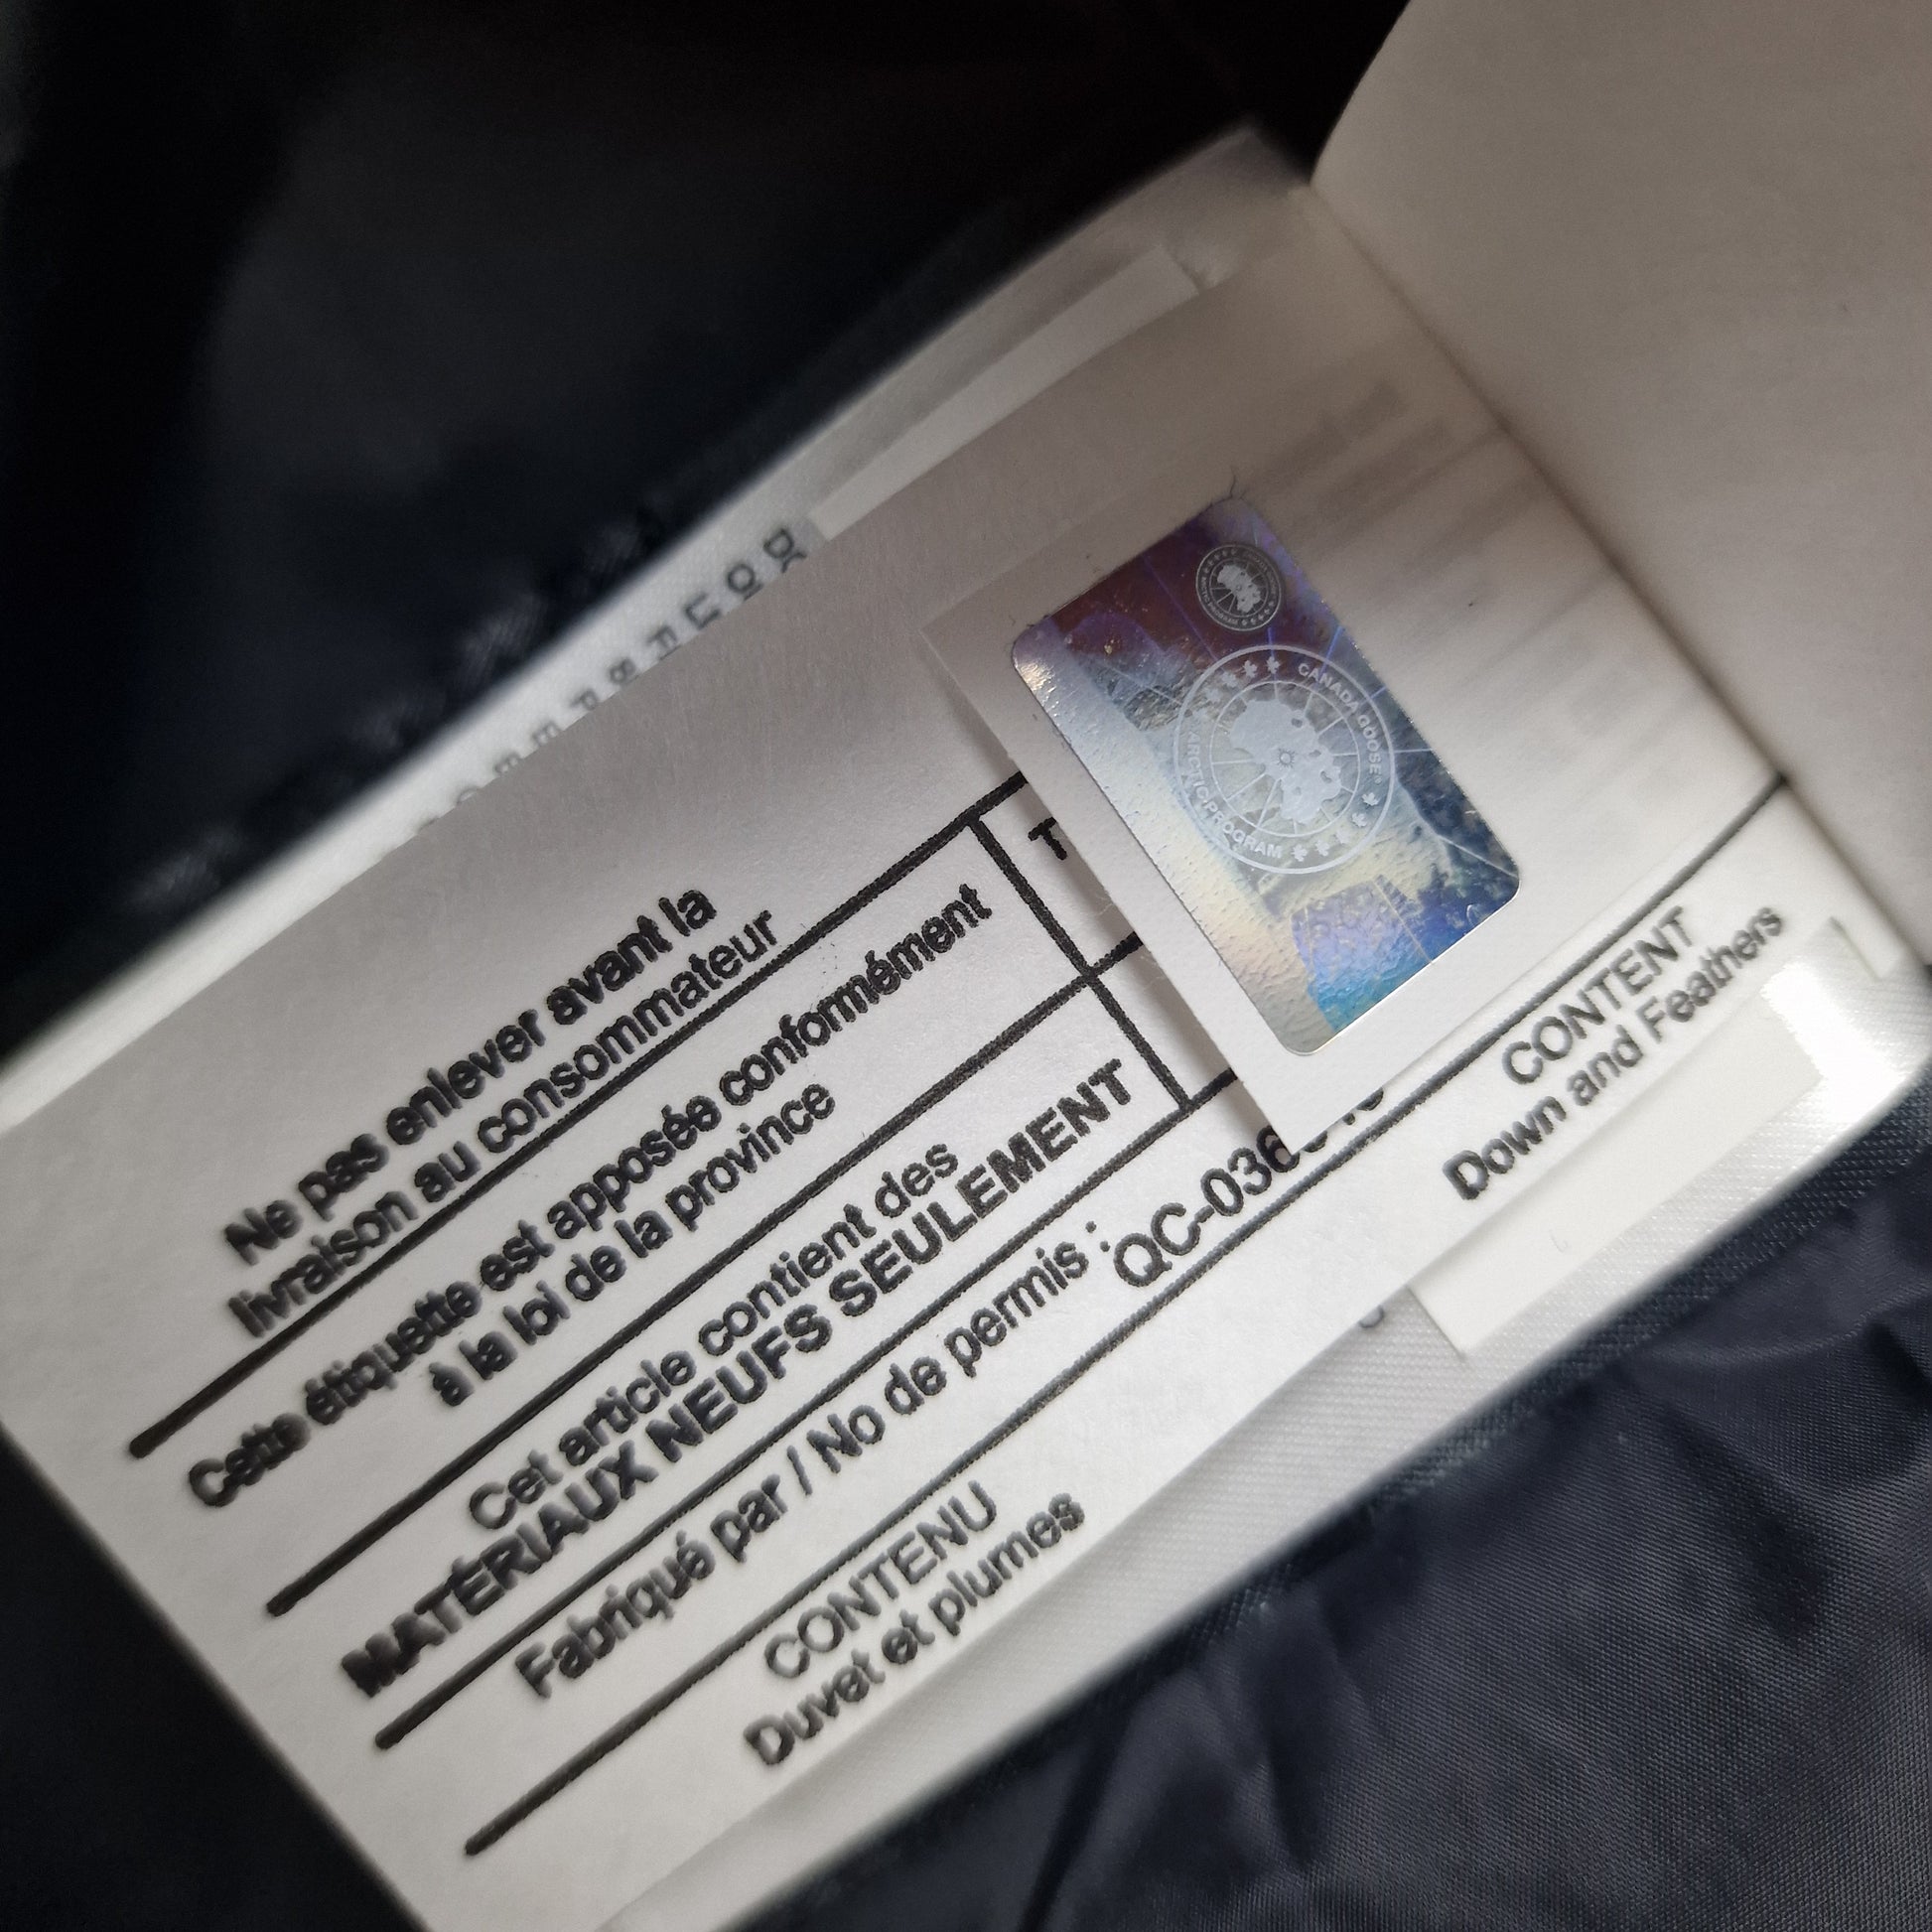 Ne pas enlever avant la
livraison au consommateur
Cette étiquette est apposée conformément
à la loi de la province
Cet article contient des
MATÉRIAUX NEUFS SEULEMENT
Fabriqué par / No de permis :
QC-036
CONTENU
Duvet et plumes
CANADA GOOSE
ARCTIC PROGRAM
CONTENT
Down and Feathers